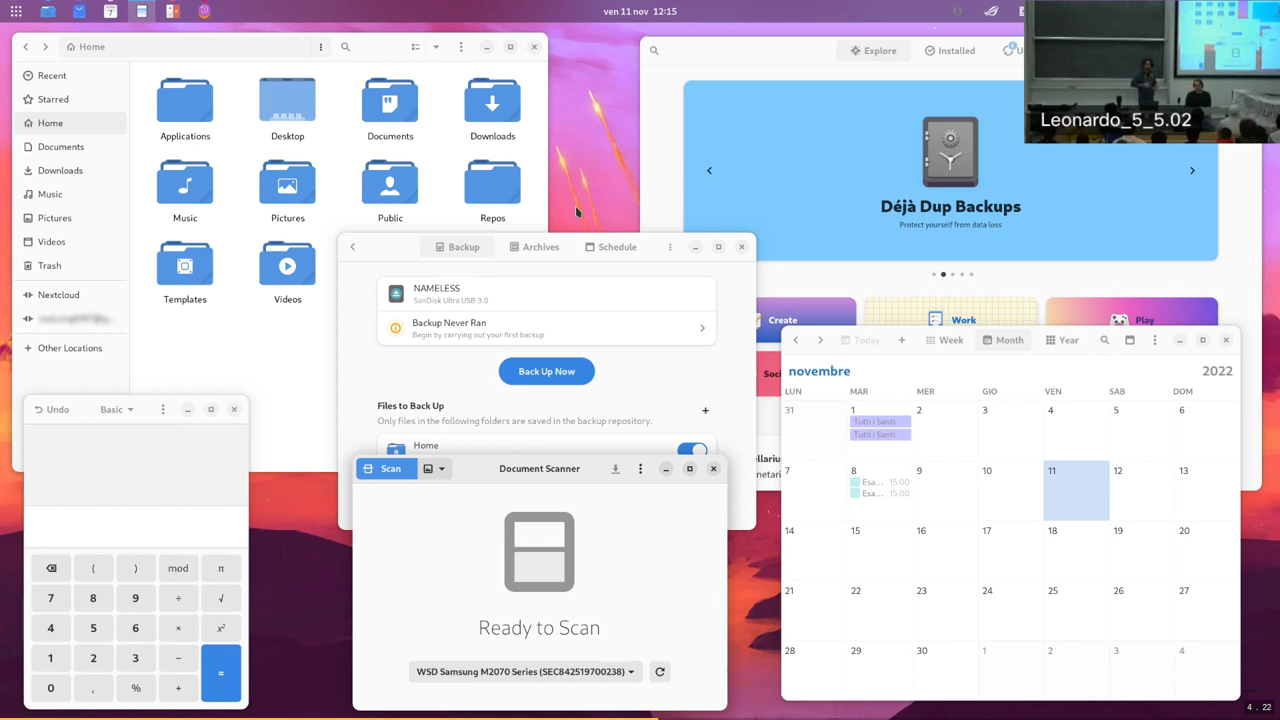 ven 11 nov 12:15
Home
Recent
Starred
Home
Documents
Downloads
Music
Pictures
Videos
Trash
Nextcloud
Other Locations
Applications
Desktop
Documents
Downloads
Music
Pictures
Public
Repos
Templates
Videos
Explore
Installed
Leonardo_5_5.02
Déjà Dup Backups
Protect yourself from data loss
Create
Work
Play
Backup
Archives
Schedule
NAMELESS
SanDisk Ultra USB 3.0
Backup Never Ran
Begin by carrying out your first backup
Back Up Now
Files to Back Up
Only files in the following folders are saved in the backup repository.
Home
Undo
Basic
( ) mod π
7 8 9 ÷ √
4 5 6 × x²
1 2 3 − =
0 , % +
Scan
Document Scanner
Ready to Scan
WSD Samsung M2070 Series (SEC842519700238)
Today
Week
Month
Year
novembre
2022
LUN MAR MER GIO VEN SAB DOM
31 1 2 3 4 5 6
Tutti i Santi
Tutti i Santi
7 8 9 10 11 12 13
Esa... 15:00
Esa... 15:00
14 15 16 17 18 19 20
21 22 23 24 25 26 27
28 29 30 1 2 3 4
4 . 22